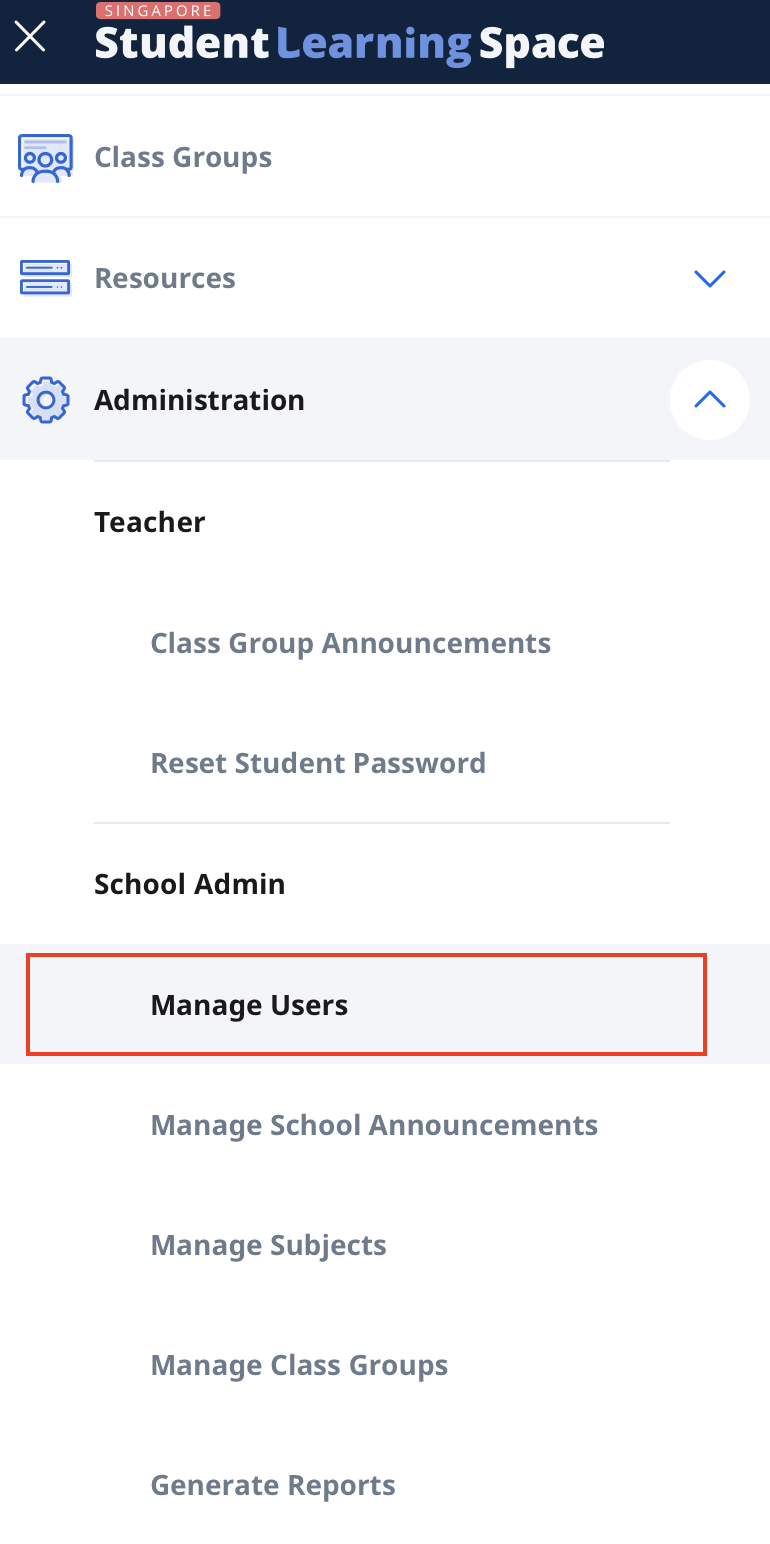 SINGAPORE
Student Learning Space
Class Groups
Resources
Administration
Teacher
Class Group Announcements
Reset Student Password
School Admin
Manage Users
Manage School Announcements
Manage Subjects
Manage Class Groups
Generate Reports